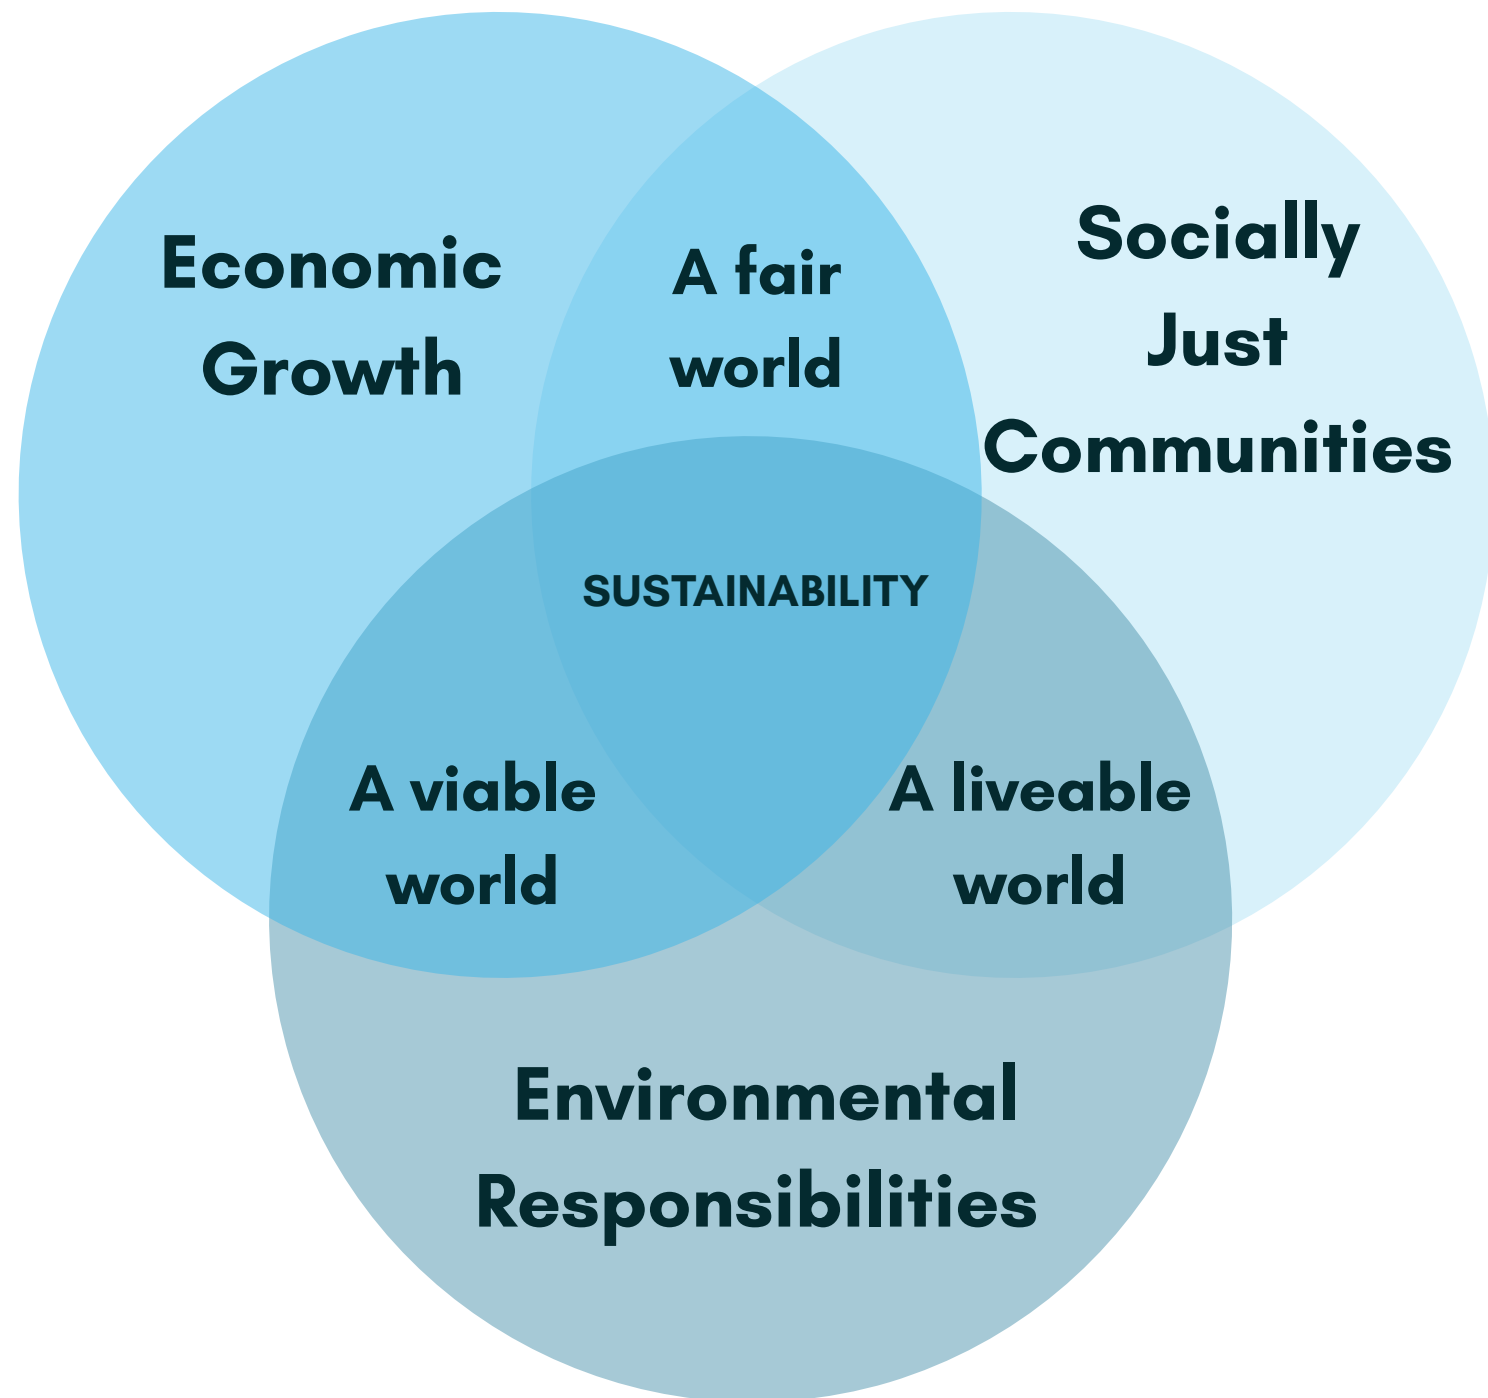 Economic
Growth
A fair
world
Socially
Just
Communities
SUSTAINABILITY
A viable
world
A liveable
world
Environmental
Responsibilities